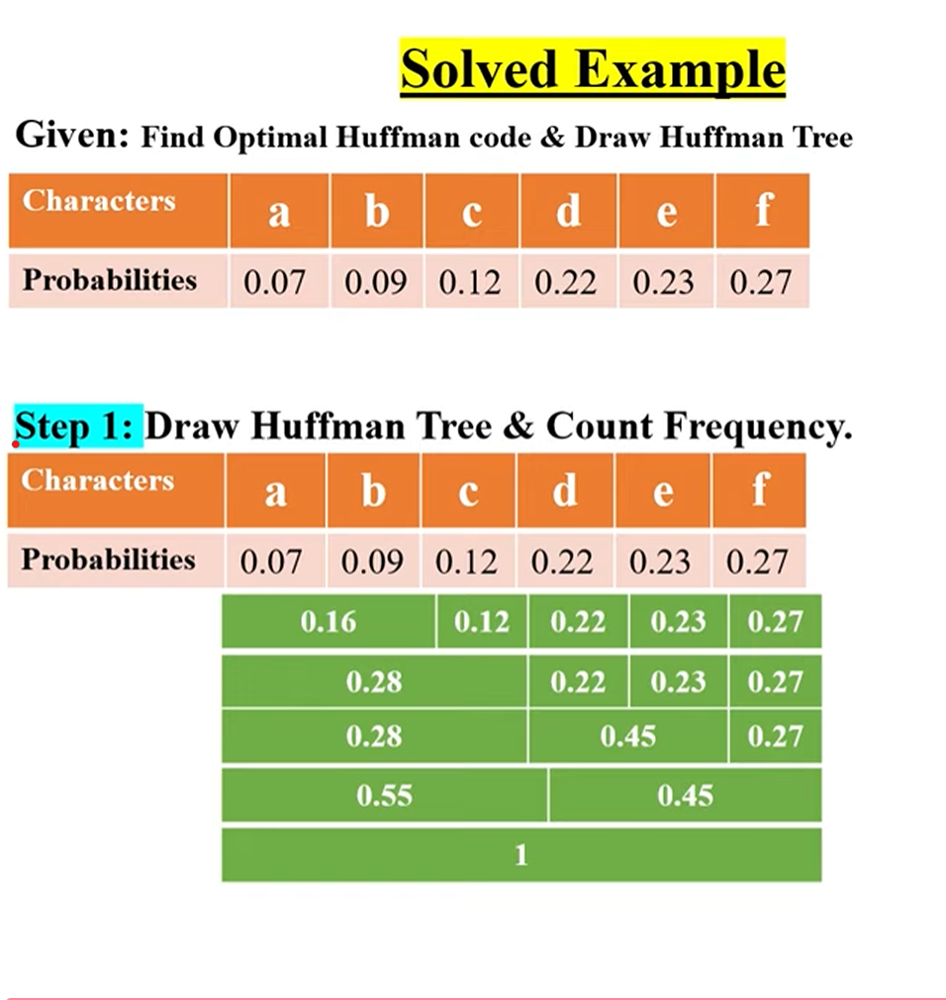 Solved Example
Given: Find Optimal Huffman code & Draw Huffman Tree
Characters a b c d e f
Probabilities 0.07 0.09 0.12 0.22 0.23 0.27
Step 1: Draw Huffman Tree & Count Frequency.
Characters a b c d e f
Probabilities 0.07 0.09 0.12 0.22 0.23 0.27
0.16 0.12 0.22 0.23 0.27
0.28 0.22 0.23 0.27
0.28 0.45 0.27
0.55 0.45
1